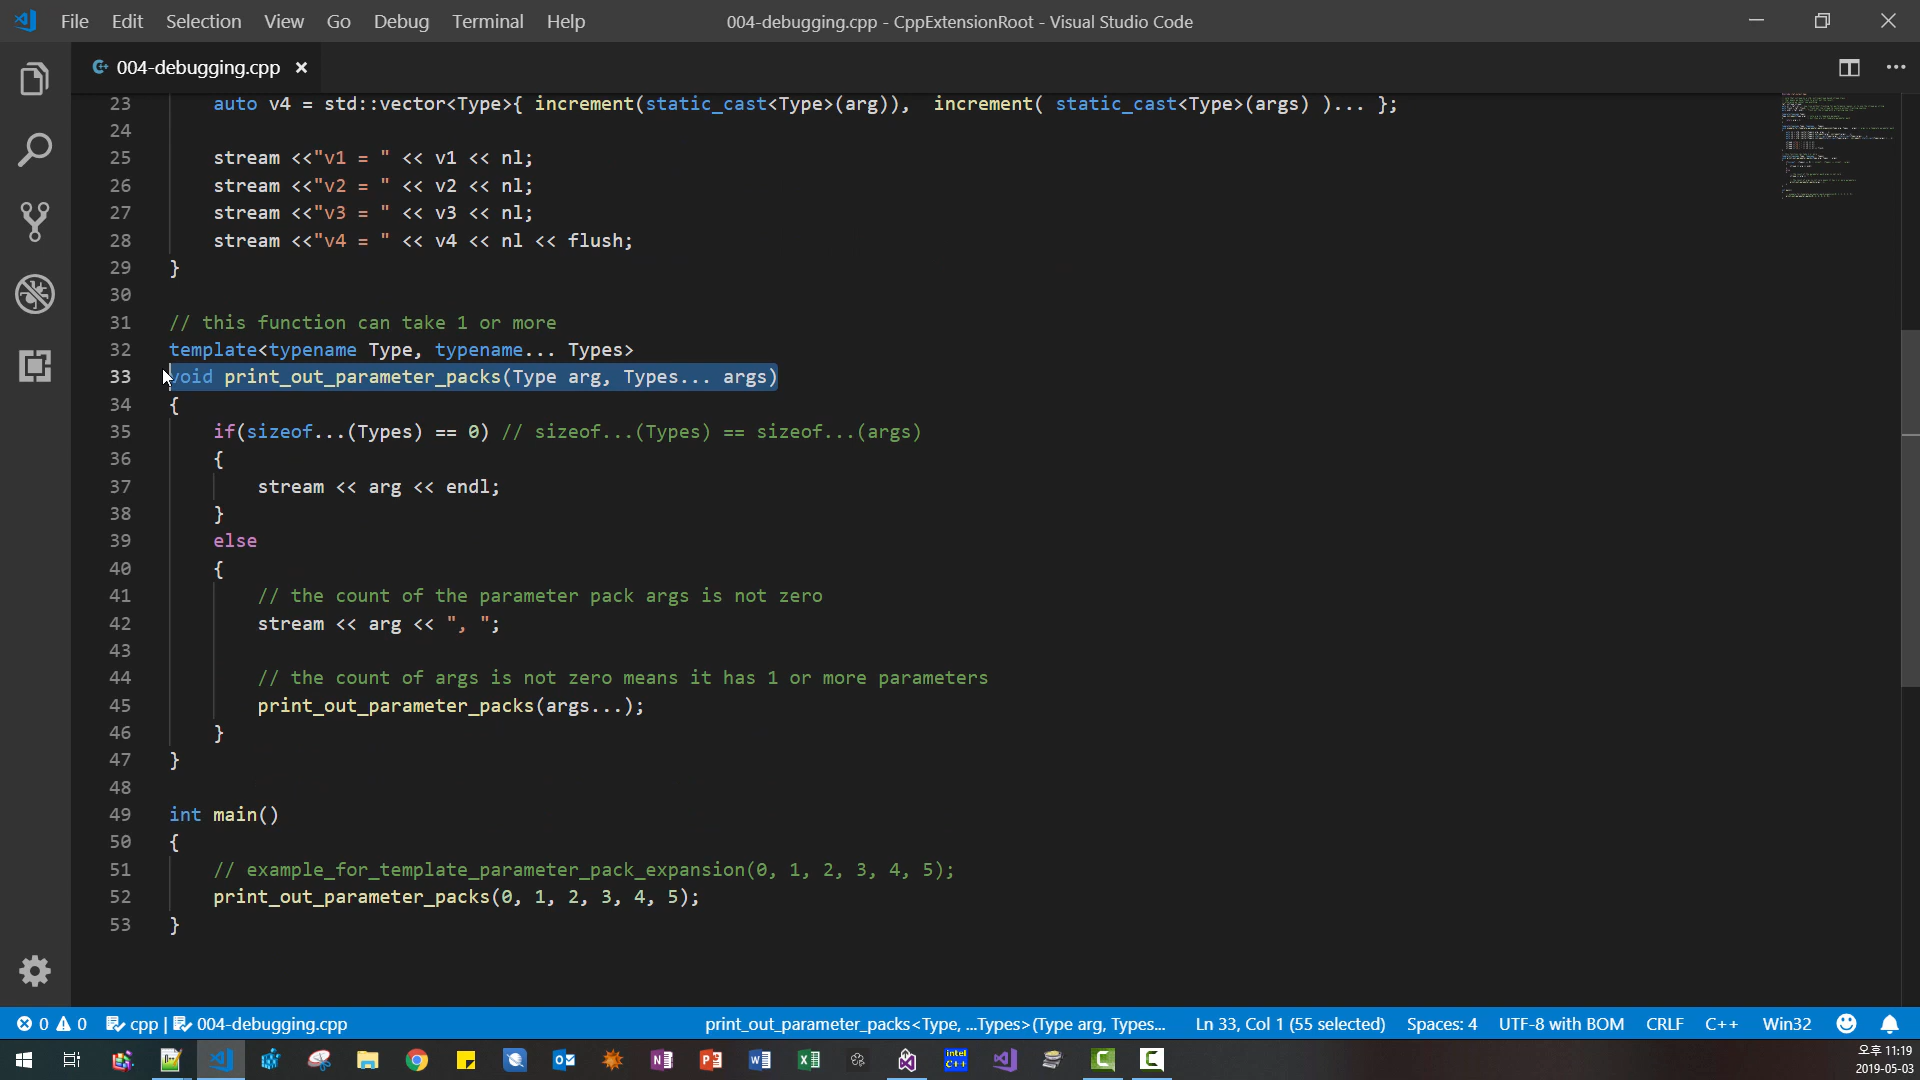 File Edit Selection View Go Debug Terminal Help
004-debugging.cpp - CppExtensionRoot - Visual Studio Code
004-debugging.cpp
23 auto v4 = std::vector<Type>{ increment(static_cast<Type>(arg)),  increment( static_cast<Type>(args) )... };
24
25 stream <<"v1 = " << v1 << nl;
26 stream <<"v2 = " << v2 << nl;
27 stream <<"v3 = " << v3 << nl;
28 stream <<"v4 = " << v4 << nl << flush;
29 }
30
31 // this function can take 1 or more
32 template<typename Type, typename... Types>
33 void print_out_parameter_packs(Type arg, Types... args)
34 {
35 if(sizeof...(Types) == 0) // sizeof...(Types) == sizeof...(args)
36 {
37 stream << arg << endl;
38 }
39 else
40 {
41 // the count of the parameter pack args is not zero
42 stream << arg << ", ";
43
44 // the count of args is not zero means it has 1 or more parameters
45 print_out_parameter_packs(args...);
46 }
47 }
48
49 int main()
50 {
51 // example_for_template_parameter_pack_expansion(0, 1, 2, 3, 4, 5);
52 print_out_parameter_packs(0, 1, 2, 3, 4, 5);
53 }
0 0 cpp | 004-debugging.cpp
print_out_parameter_packs<Type, ...Types>(Type arg, Types...
Ln 33, Col 1 (55 selected) Spaces: 4 UTF-8 with BOM CRLF C++ Win32
intel C++
오후 11:19
2019-05-03